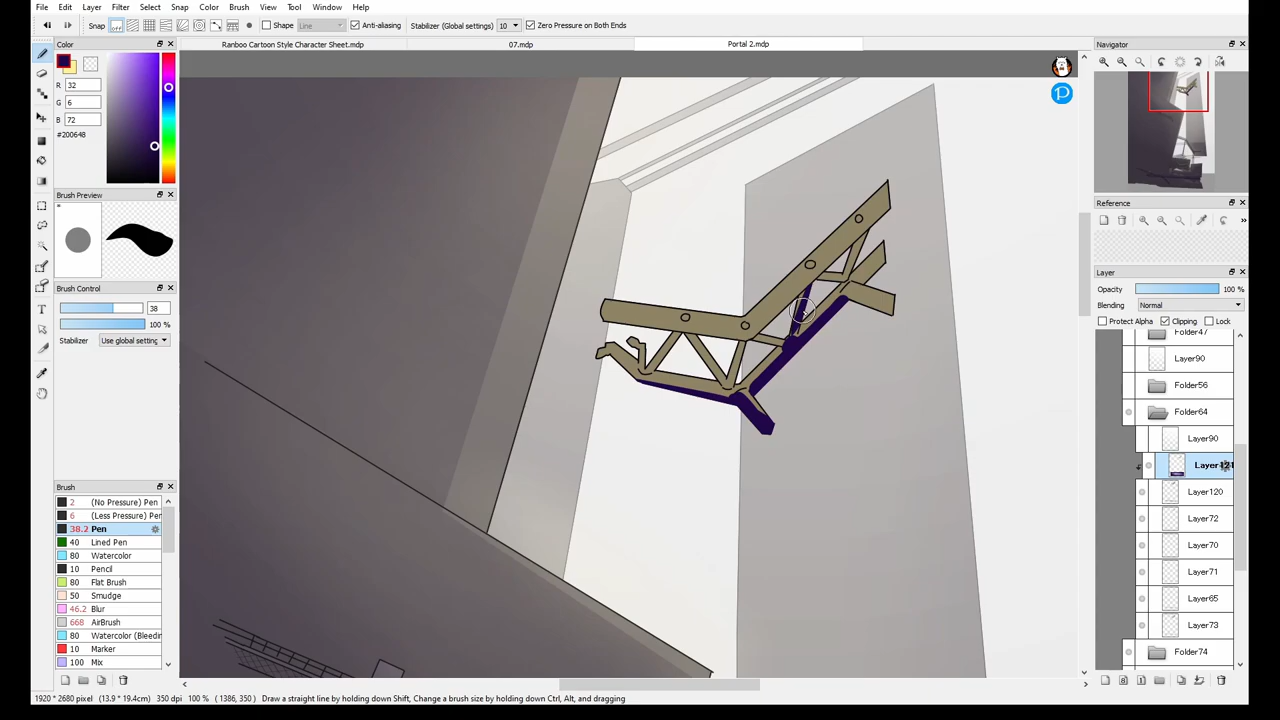 File Edit Layer Filter Select Snap Color Brush View Tool Window Help
Snap off Shape Line Anti-aliasing Stabilizer (Global settings) 10 Zero Pressure on Both Ends
Ranboo Cartoon Style Character Sheet.mdp 07.mdp Portal 2.mdp
Color
R 32
G 6
B 72
#200648
Brush Preview
Brush Control
38
100 %
Stabilizer Use global setting
Brush
2 (No Pressure) Pen
6 (Less Pressure) Pen
38.2 Pen
40 Lined Pen
80 Watercolor
10 Pencil
80 Flat Brush
50 Smudge
46.2 Blur
668 AirBrush
80 Watercolor (Bleedin
10 Marker
100 Mix
Navigator
Reference
Layer
Opacity 100 %
Blending Normal
Protect Alpha Clipping Lock
Folder47
Layer90
Folder56
Folder64
Layer90
Layer121
Layer120
Layer72
Layer70
Layer71
Layer65
Layer73
Folder74
1920 * 2680 pixel (13.9 * 19.4cm) 350 dpi 100 % ( 1386, 350 ) Draw a straight line by holding down Shift, Change a brush size by holding down Ctrl, Alt, and dragging